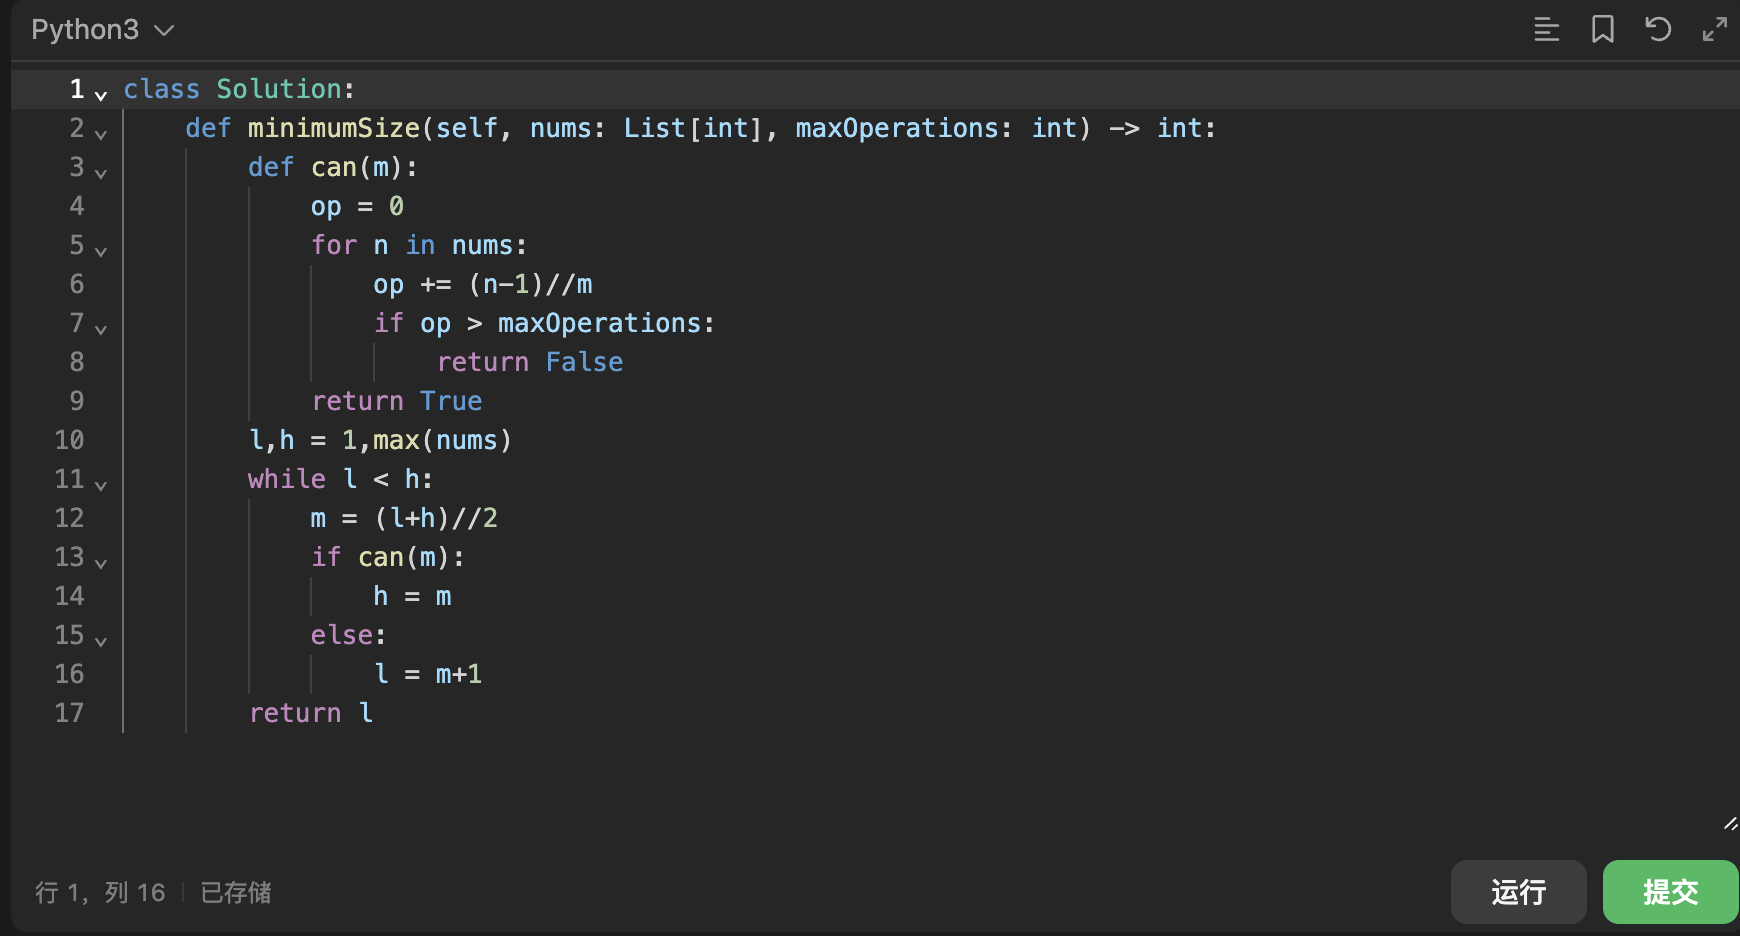 Python3
1 class Solution:
2     def minimumSize(self, nums: List[int], maxOperations: int) -> int:
3         def can(m):
4             op = 0
5             for n in nums:
6                 op += (n-1)//m
7                 if op > maxOperations:
8                     return False
9             return True
10         l,h = 1,max(nums)
11         while l < h:
12             m = (l+h)//2
13             if can(m):
14                 h = m
15             else:
16                 l = m+1
17         return l
行 1, 列 16 已存储 运行 提交